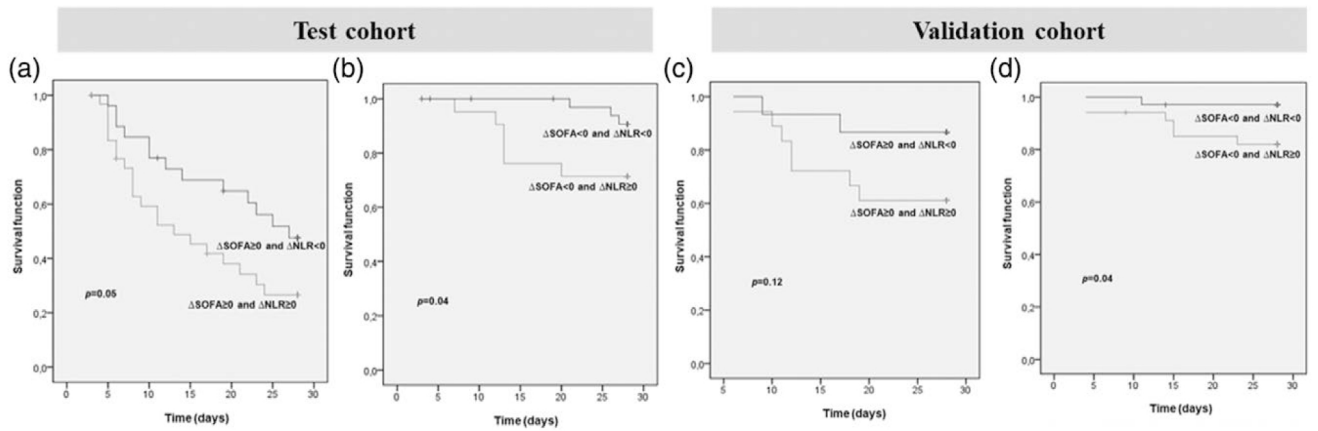 Test cohort
Validation cohort
(a)
Survival function
1,0
0,8
0,6
0,4
0,2
0,0
ΔSOFA≥0 and ΔNLR<0
ΔSOFA≥0 and ΔNLR≥0
p=0.05
0 5 10 15 20 25 30
Time (days)
(b)
Survival function
1,0
0,8
0,6
0,4
0,2
0,0
ΔSOFA<0 and ΔNLR<0
ΔSOFA<0 and ΔNLR≥0
p=0.04
0 5 10 15 20 25 30
Time (days)
(c)
Survival function
1,0
0,8
0,6
0,4
0,2
0,0
ΔSOFA≥0 and ΔNLR<0
ΔSOFA≥0 and ΔNLR≥0
p=0.12
5 10 15 20 25 30
Time (days)
(d)
Survival function
1,0
0,8
0,6
0,4
0,2
0,0
ΔSOFA<0 and ΔNLR<0
ΔSOFA<0 and ΔNLR≥0
p=0.04
0 5 10 15 20 25 30
Time (days)